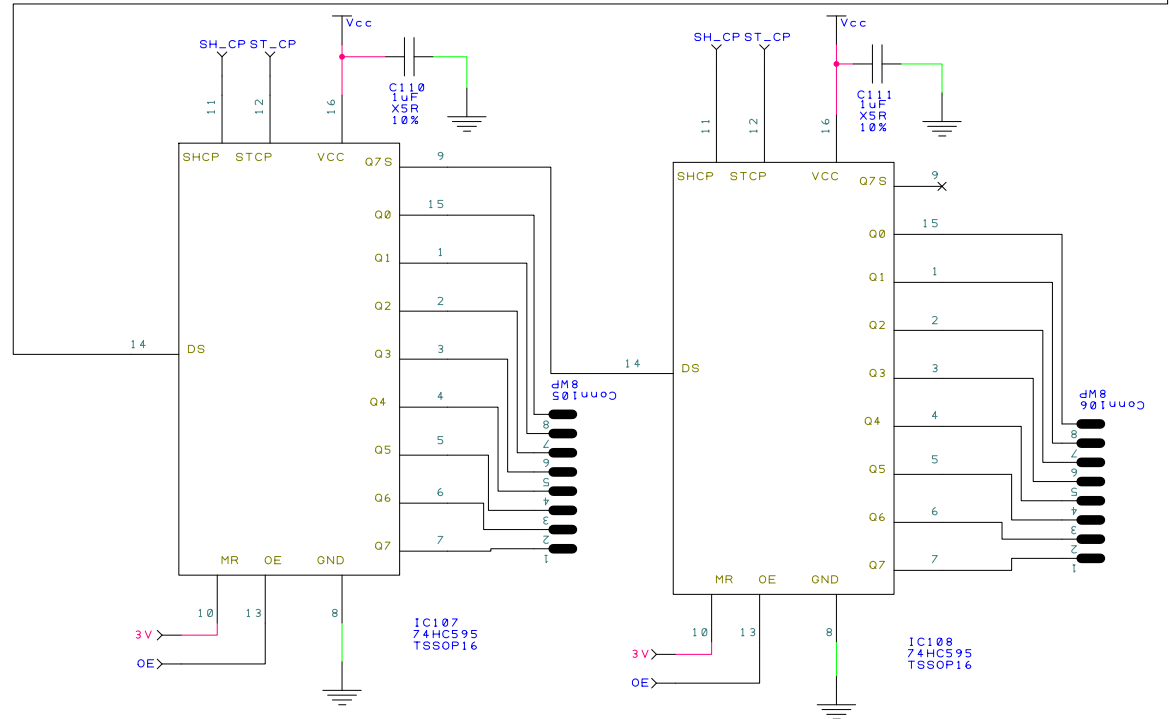 Vcc
SH_CP ST_CP
C110
1uF
X5R
10%
11
12
16
SHCP
STCP
VCC
Q7S
9
Q0
15
Q1
1
Q2
2
Q3
3
Q4
4
Q5
5
Q6
6
Q7
7
14
DS
MR
OE
GND
10
13
8
3V
OE
IC107
74HC595
TSSOP16
Conn105
8MP
8
7
6
5
4
3
2
1
Vcc
SH_CP ST_CP
C111
1uF
X5R
10%
11
12
16
SHCP
STCP
VCC
Q7S
9
Q0
15
Q1
1
Q2
2
Q3
3
Q4
4
Q5
5
Q6
6
Q7
7
14
DS
MR
OE
GND
10
13
8
3V
OE
IC108
74HC595
TSSOP16
Conn106
8MP
8
7
6
5
4
3
2
1